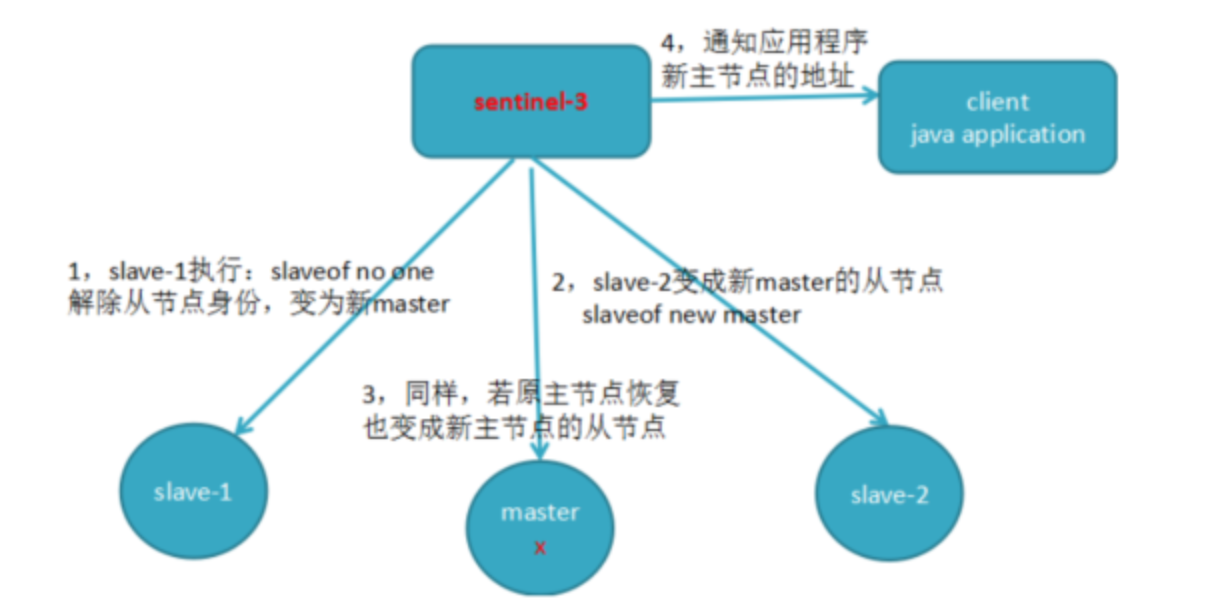 4，通知应用程序
新主节点的地址
sentinel-3
client
java application
1，slave-1执行：slaveof no one
解除从节点身份，变为新master
2，slave-2变成新master的从节点
slaveof new master
3，同样，若原主节点恢复
也变成新主节点的从节点
slave-1
master
x
slave-2